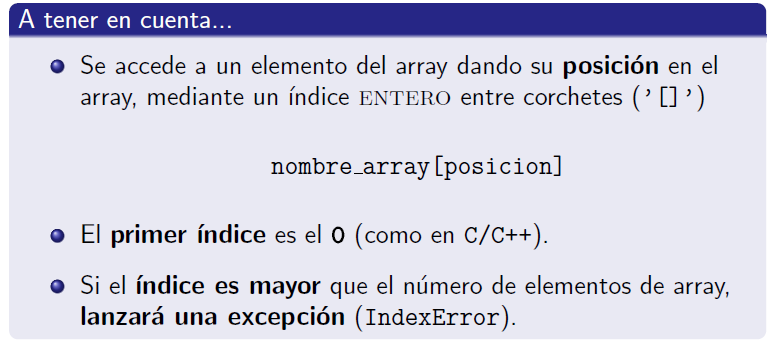 A tener en cuenta...
Se accede a un elemento del array dando su posición en el
array, mediante un índice ENTERO entre corchetes ('[]')
nombre_array[posicion]
El primer índice es el 0 (como en C/C++).
Si el índice es mayor que el número de elementos de array,
lanzará una excepción (IndexError).